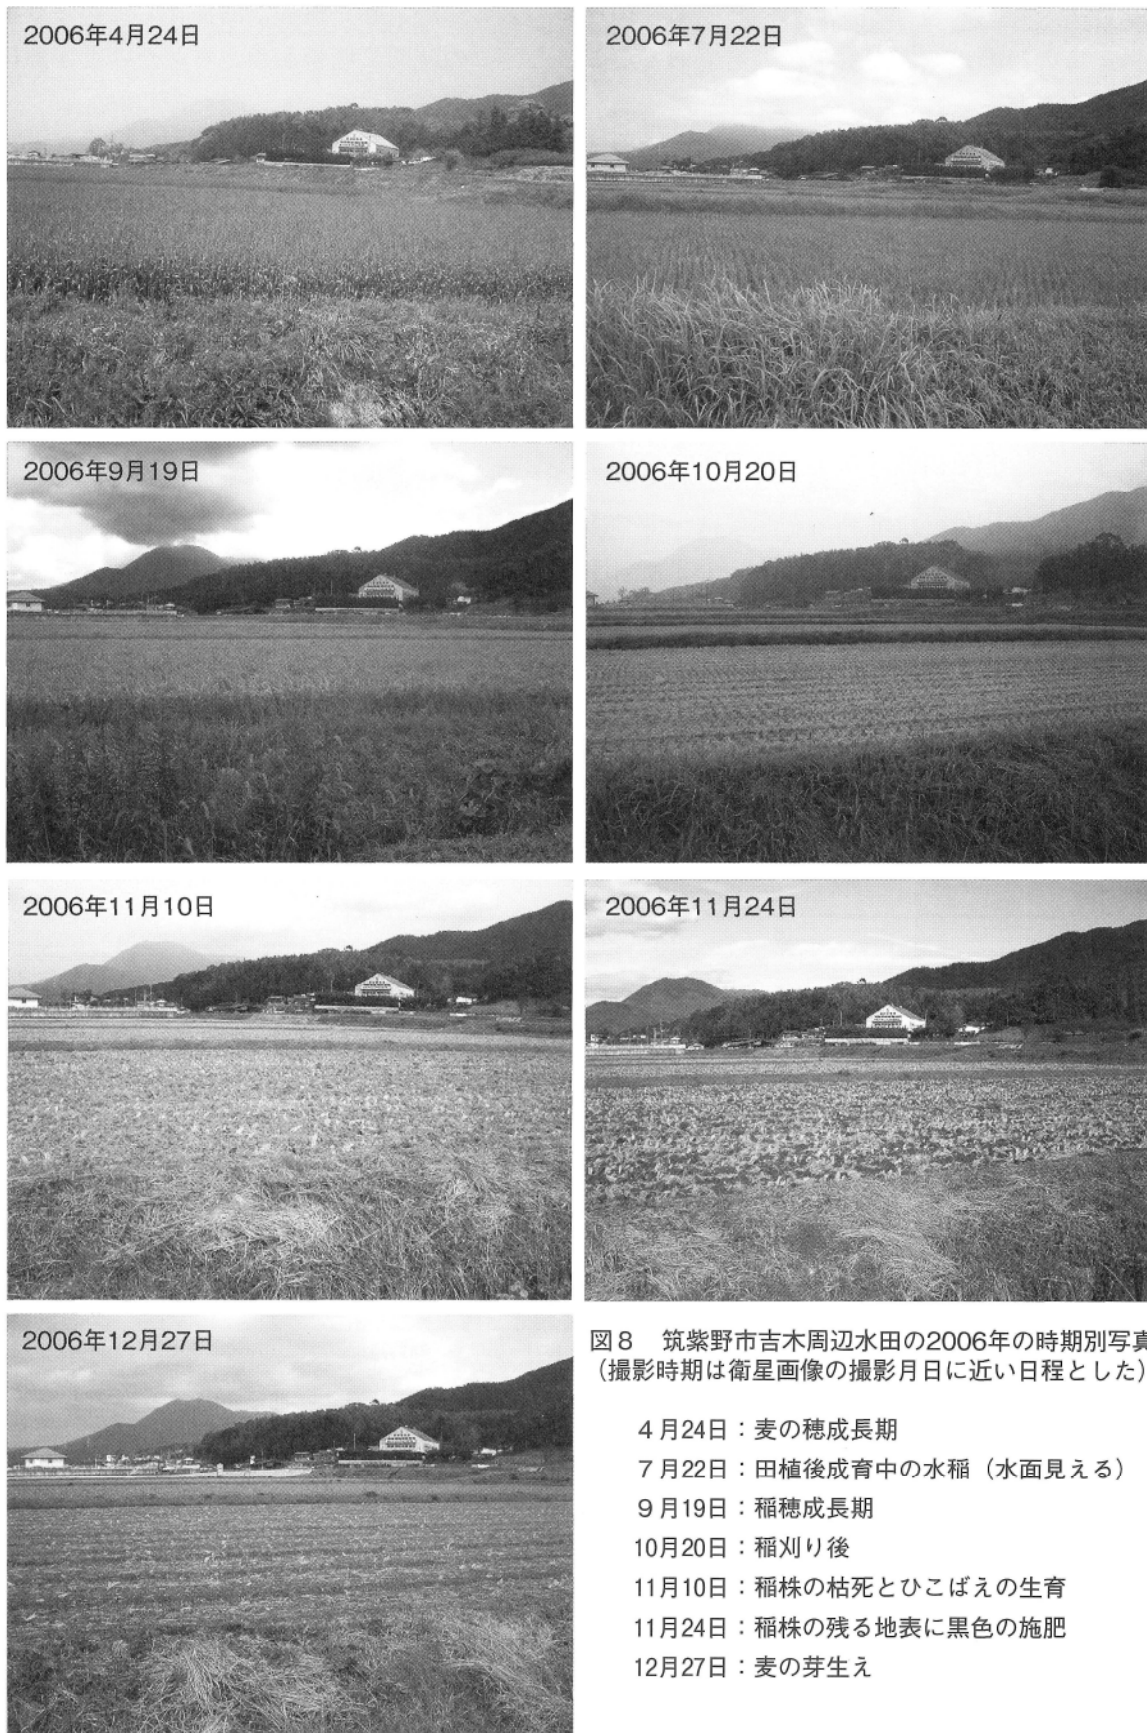 2006年4月24日
2006年7月22日
2006年9月19日
2006年10月20日
2006年11月10日
2006年11月24日
2006年12月27日
図8 筑紫野市吉木周辺水田の2006年の時期別写真
(撮影時期は衛星画像の撮影月日に近い日程とした)
4月24日:麦の穂成長期
7月22日:田植後成育中の水稲(水面見える)
9月19日:稲穂成長期
10月20日:稲刈り後
11月10日:稲株の枯死とひこばえの生育
11月24日:稲株の残る地表に黒色の施肥
12月27日:麦の芽生え